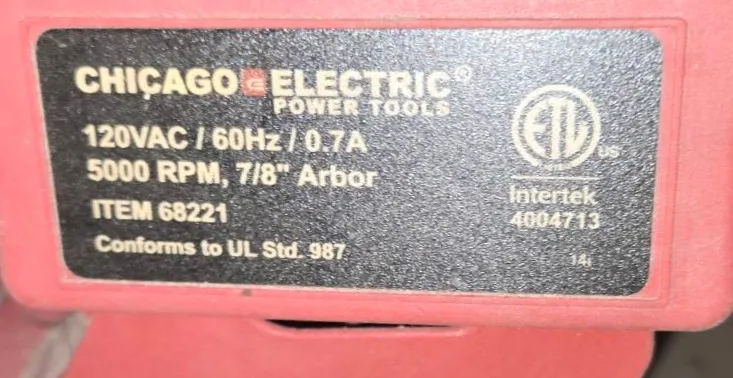 CHICAGO ELECTRIC®
POWER TOOLS
120VAC / 60Hz / 0.7A
5000 RPM, 7/8" Arbor
ITEM 68221
Conforms to UL Std. 987
ETL US
Intertek
4004713
14i